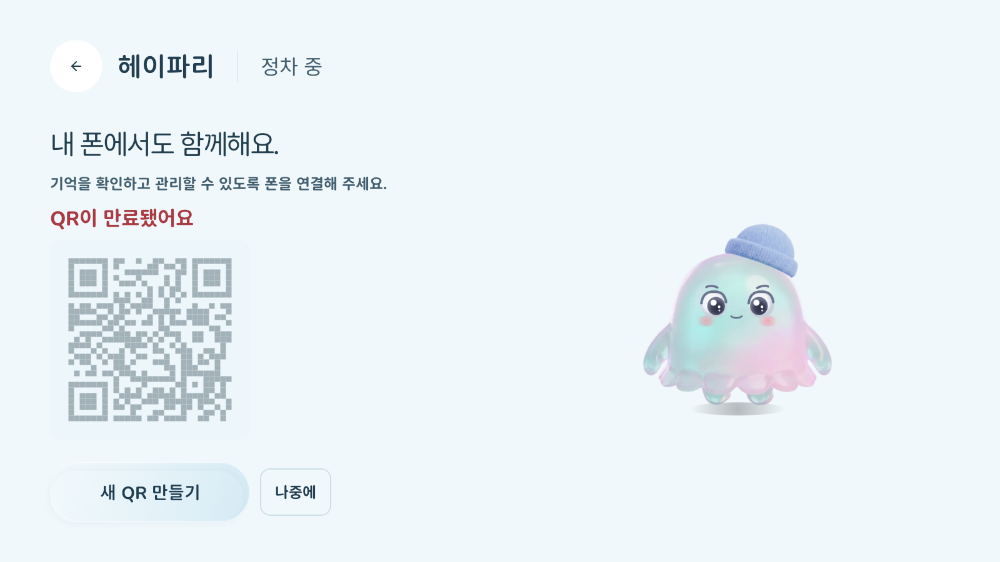 헤이파리
정차 중
내 폰에서도 함께해요.
기억을 확인하고 관리할 수 있도록 폰을 연결해 주세요.
QR이 만료됐어요
새 QR 만들기
나중에